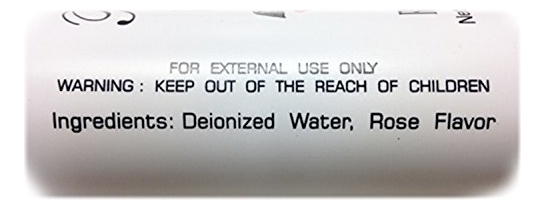 FOR EXTERNAL USE ONLY
WARNING : KEEP OUT OF THE REACH OF CHILDREN
Ingredients: Deionized Water, Rose Flavor